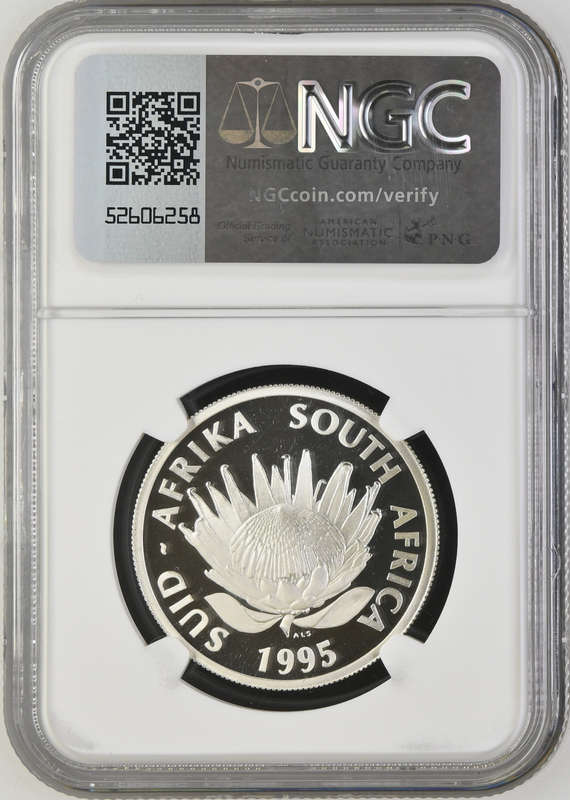 NGC
Numismatic Guaranty Company
NGCcoin.com/verify
52606258
Official Grading
Service of
AMERICAN
NUMISMATIC
ASSOCIATION
PNG
SUID-AFRIKA SOUTH AFRICA
ALS
1995